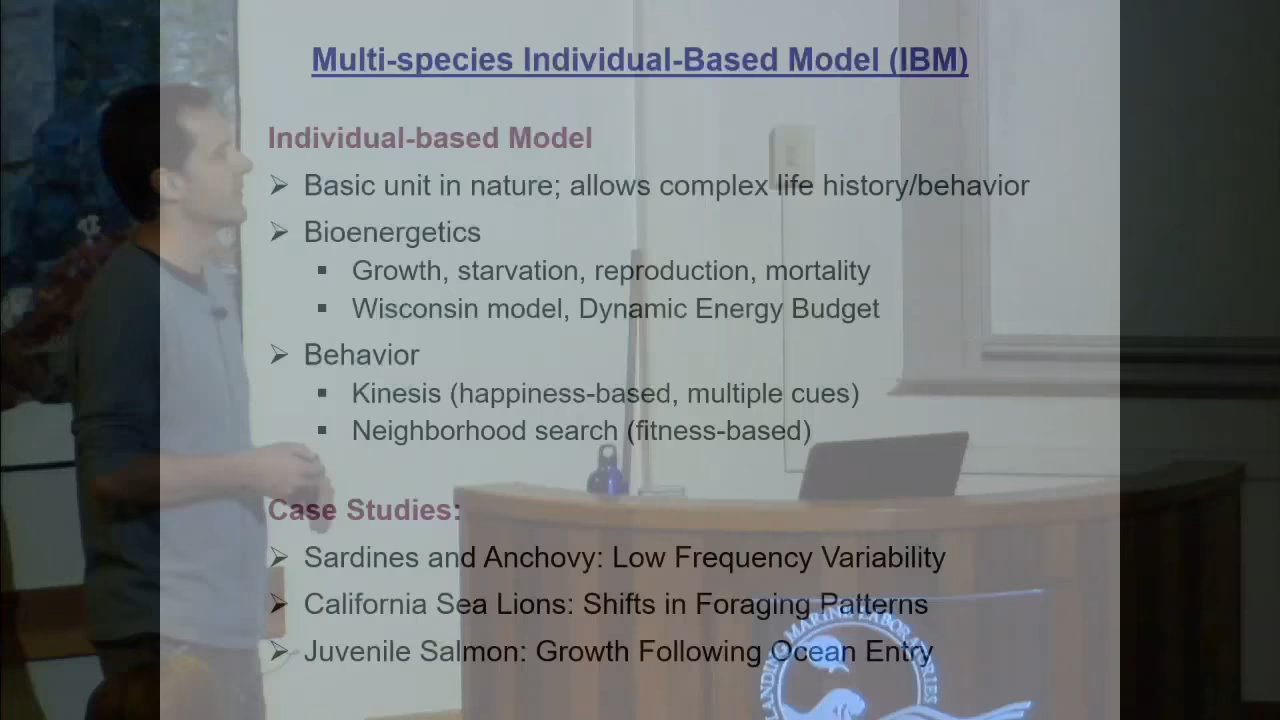 Multi-species Individual-Based Model (IBM)
Individual-based Model
➢ Basic unit in nature; allows complex life history/behavior
➢ Bioenergetics
▪ Growth, starvation, reproduction, mortality
▪ Wisconsin model, Dynamic Energy Budget
➢ Behavior
▪ Kinesis (happiness-based, multiple cues)
▪ Neighborhood search (fitness-based)
Case Studies:
➢ Sardines and Anchovy: Low Frequency Variability
➢ California Sea Lions: Shifts in Foraging Patterns
➢ Juvenile Salmon: Growth Following Ocean Entry
LANDING MARINE LABORATORIES